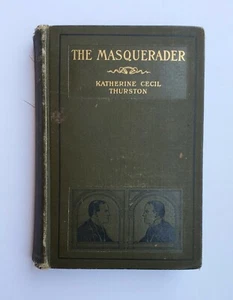 THE MASQUERADER
KATHERINE CECIL
THURSTON